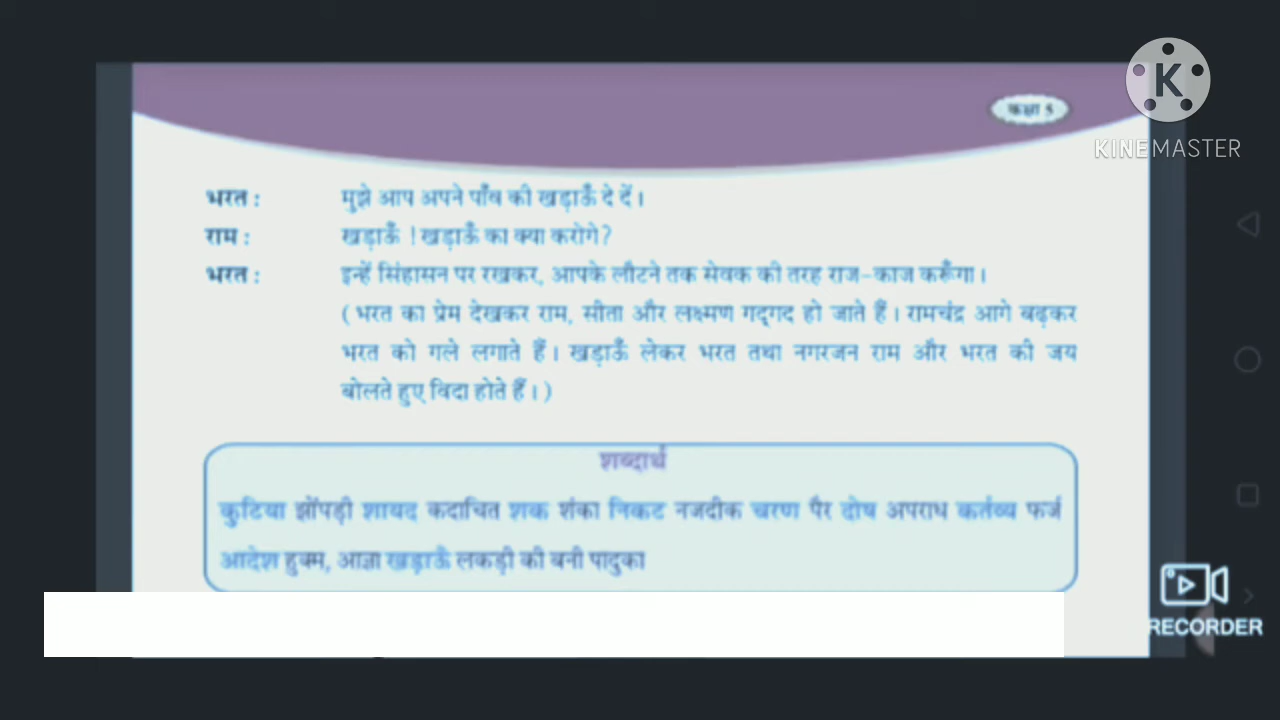 कक्षा 5
KINEMASTER
भरत : मुझे आप अपने पाँव की खड़ाऊँ दे दें।
राम : खड़ाऊँ ! खड़ाऊँ का क्या करोगे?
भरत : इन्हें सिंहासन पर रखकर, आपके लौटने तक सेवक की तरह राज-काज करूँगा।
( भरत का प्रेम देखकर राम, सीता और लक्ष्मण गद्गद हो जाते हैं। रामचंद्र आगे बढ़कर
भरत को गले लगाते हैं। खड़ाऊँ लेकर भरत तथा नगरजन राम और भरत की जय
बोलते हुए विदा होते हैं। )
शब्दार्थ
कुटिया झोंपड़ी शायद कदाचित शक शंका निकट नजदीक चरण पैर दोष अपराध कर्तव्य फर्ज
आदेश हुक्म, आज्ञा खड़ाऊँ लकड़ी की बनी पादुका
RECORDER